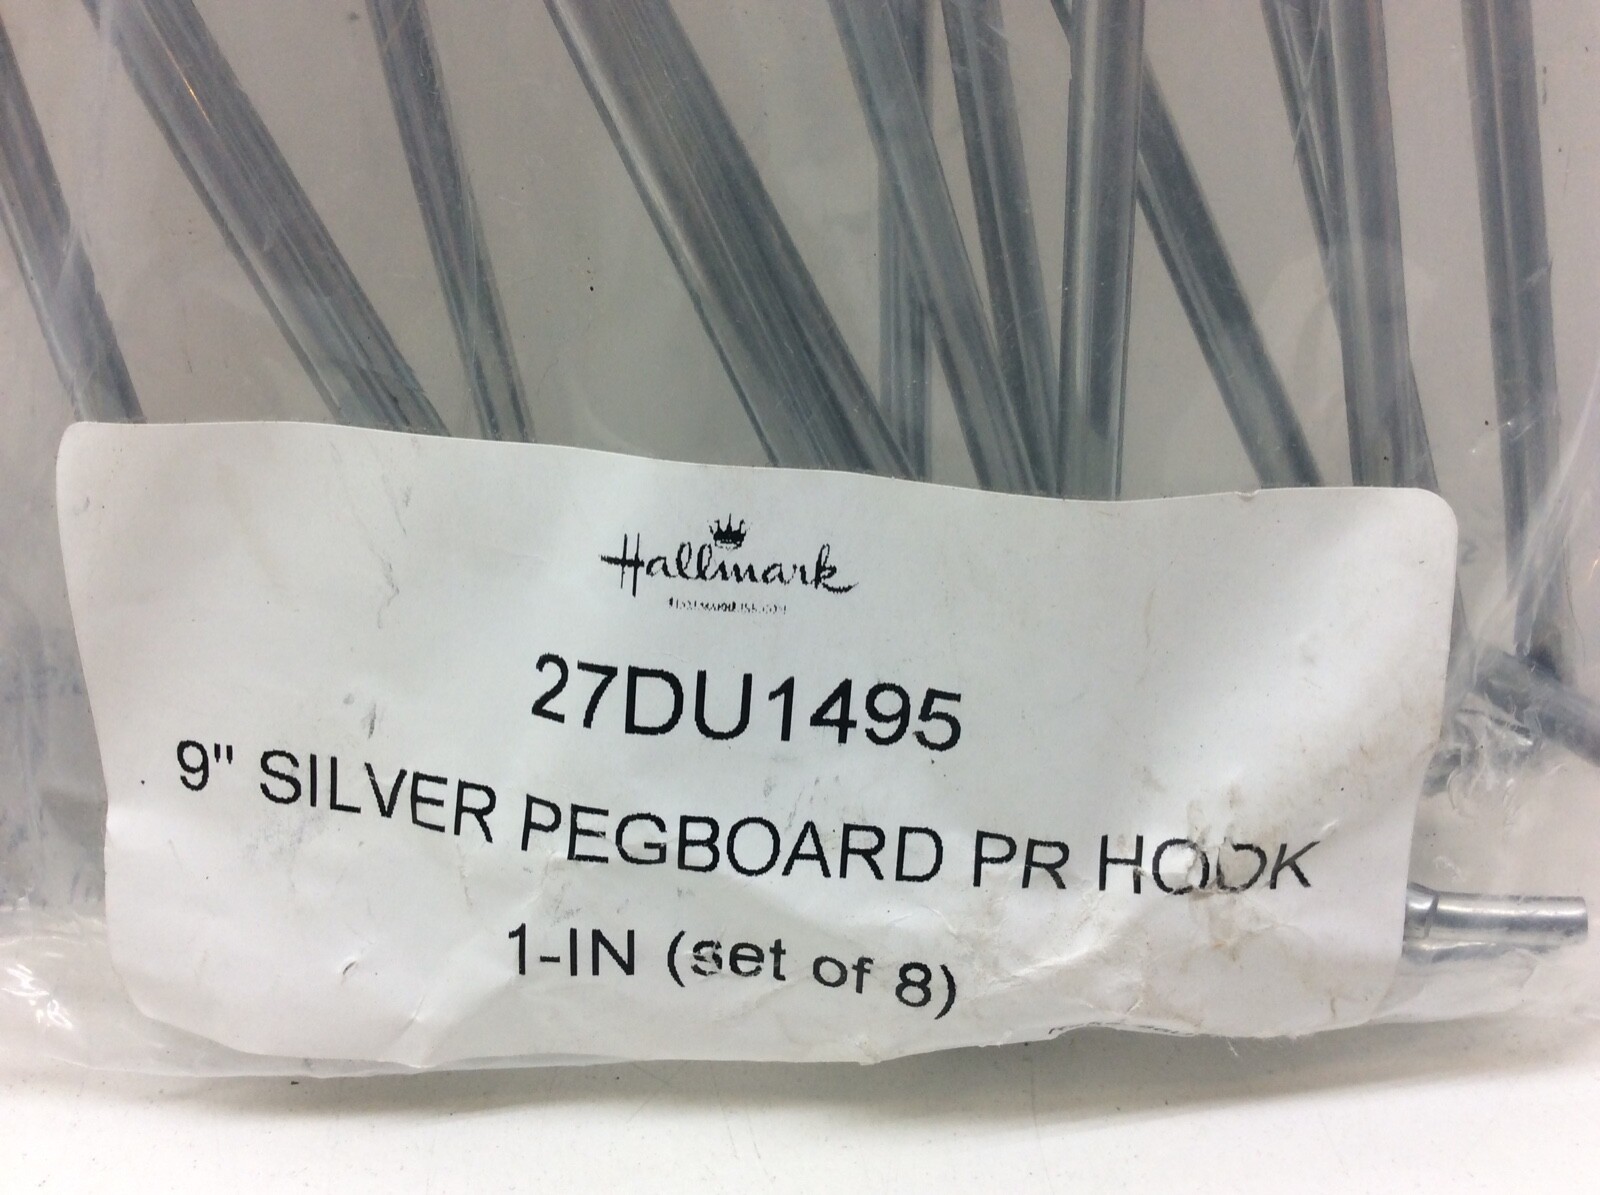 Hallmark
27DU1495
9" SILVER PEGBOARD PR HOOK
1-IN (set of 8)